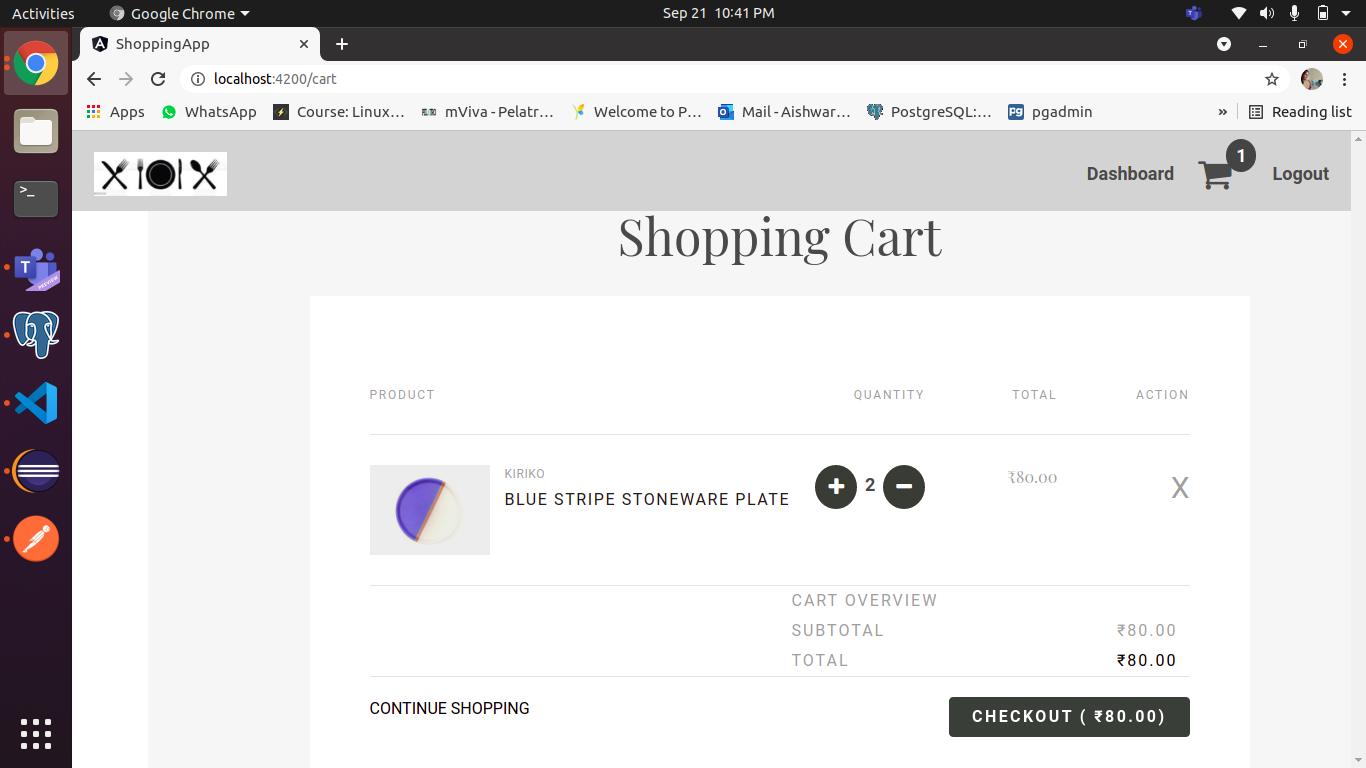 Activities Google Chrome Sep 21 10:41 PM
ShoppingApp
localhost:4200/cart
Apps WhatsApp Course: Linux... mViva - Pelatr... Welcome to P... Mail - Aishwar... PostgreSQL:... pgadmin » Reading list
Dashboard 1 Logout
Shopping Cart
PRODUCT QUANTITY TOTAL ACTION
KIRIKO
BLUE STRIPE STONEWARE PLATE + 2 − ₹80.00 X
CART OVERVIEW
SUBTOTAL ₹80.00
TOTAL ₹80.00
CONTINUE SHOPPING CHECKOUT ( ₹80.00)